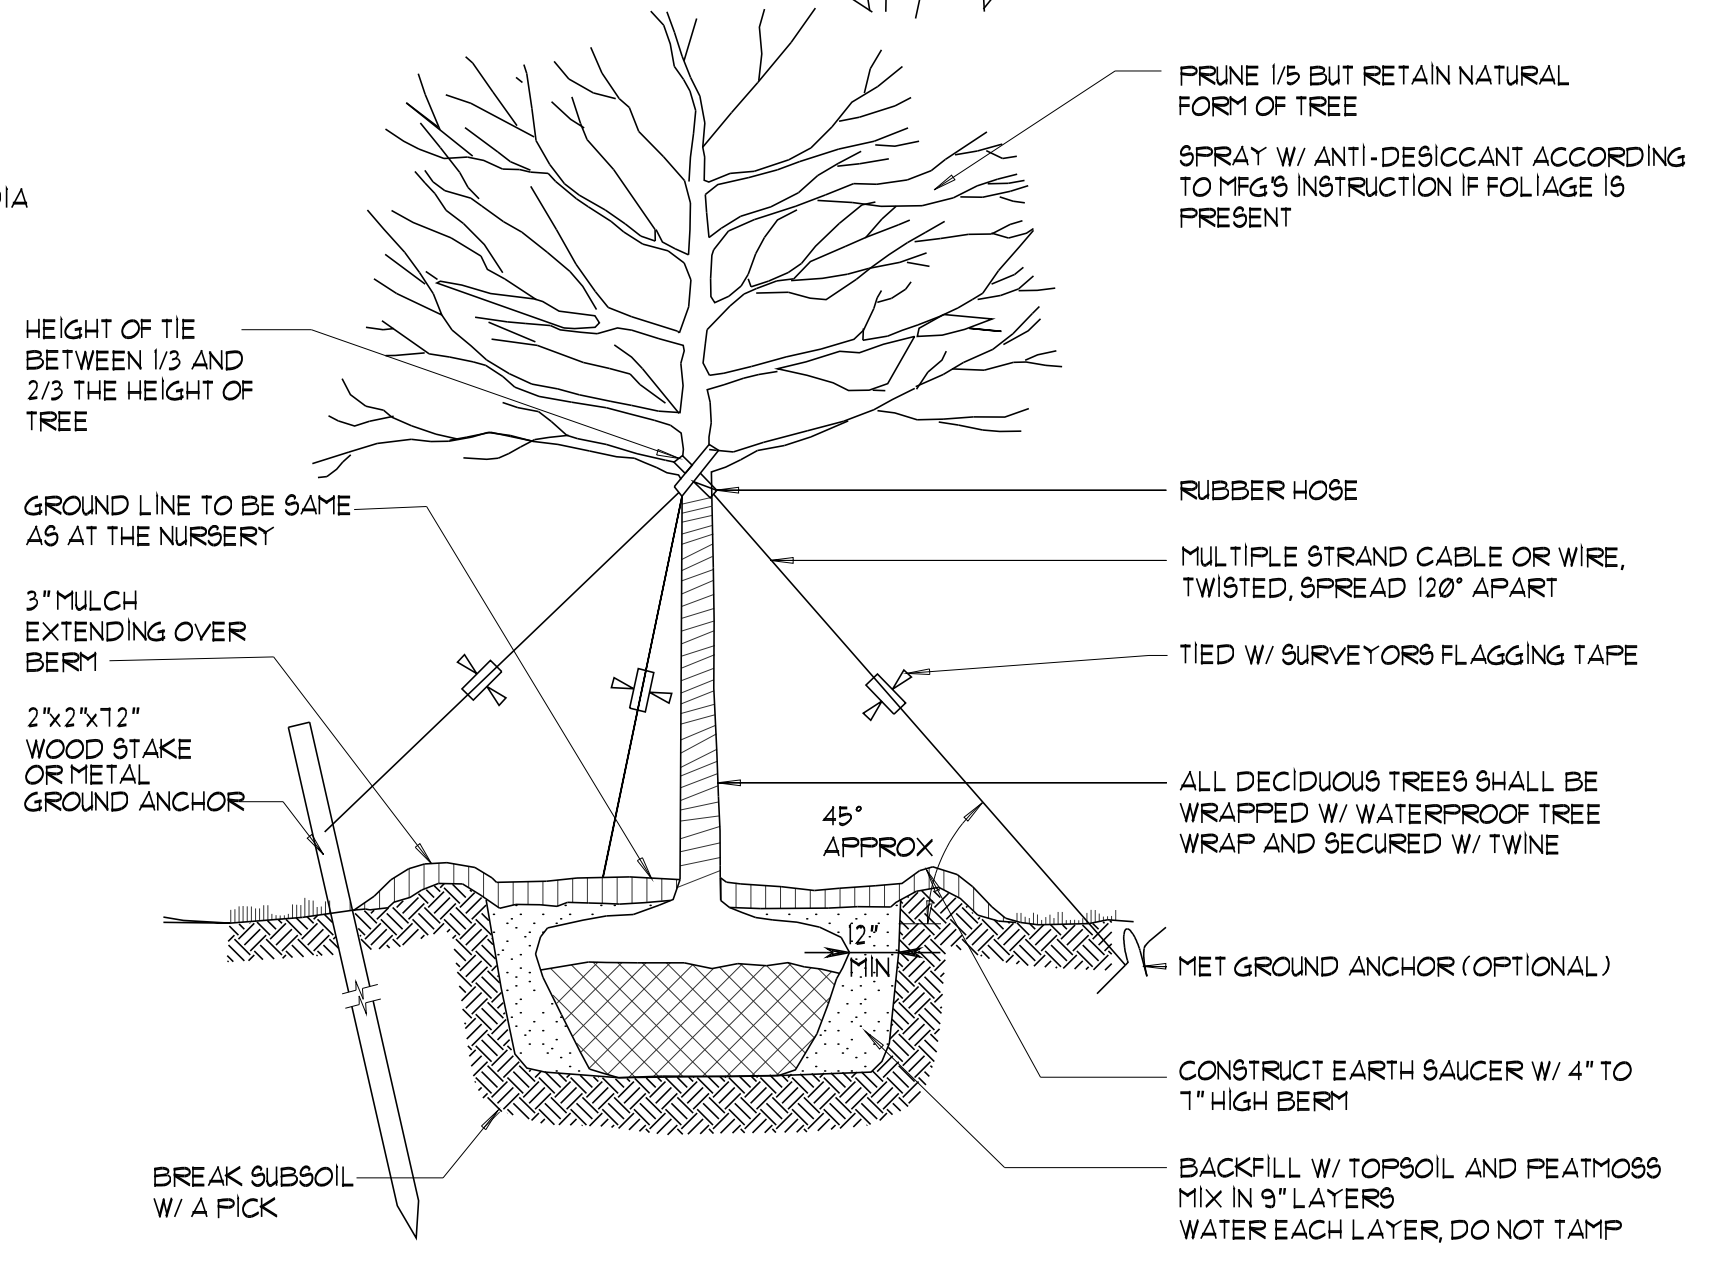 PRUNE 1/5 BUT RETAIN NATURAL
FORM OF TREE
SPRAY W/ ANTI-DESICCANT ACCORDING
TO MFG'S INSTRUCTION IF FOLIAGE IS
PRESENT
HEIGHT OF TIE
BETWEEN 1/3 AND
2/3 THE HEIGHT OF
TREE
GROUND LINE TO BE SAME
AS AT THE NURSERY
3" MULCH
EXTENDING OVER
BERM
2"x2"x72"
WOOD STAKE
OR METAL
GROUND ANCHOR
BREAK SUBSOIL
W/ A PICK
45°
APPROX
12"
MIN
RUBBER HOSE
MULTIPLE STRAND CABLE OR WIRE,
TWISTED, SPREAD 120° APART
TIED W/ SURVEYORS FLAGGING TAPE
ALL DECIDUOUS TREES SHALL BE
WRAPPED W/ WATERPROOF TREE
WRAP AND SECURED W/ TWINE
MET GROUND ANCHOR (OPTIONAL)
CONSTRUCT EARTH SAUCER W/ 4" TO
7" HIGH BERM
BACKFILL W/ TOPSOIL AND PEATMOSS
MIX IN 9" LAYERS
WATER EACH LAYER, DO NOT TAMP